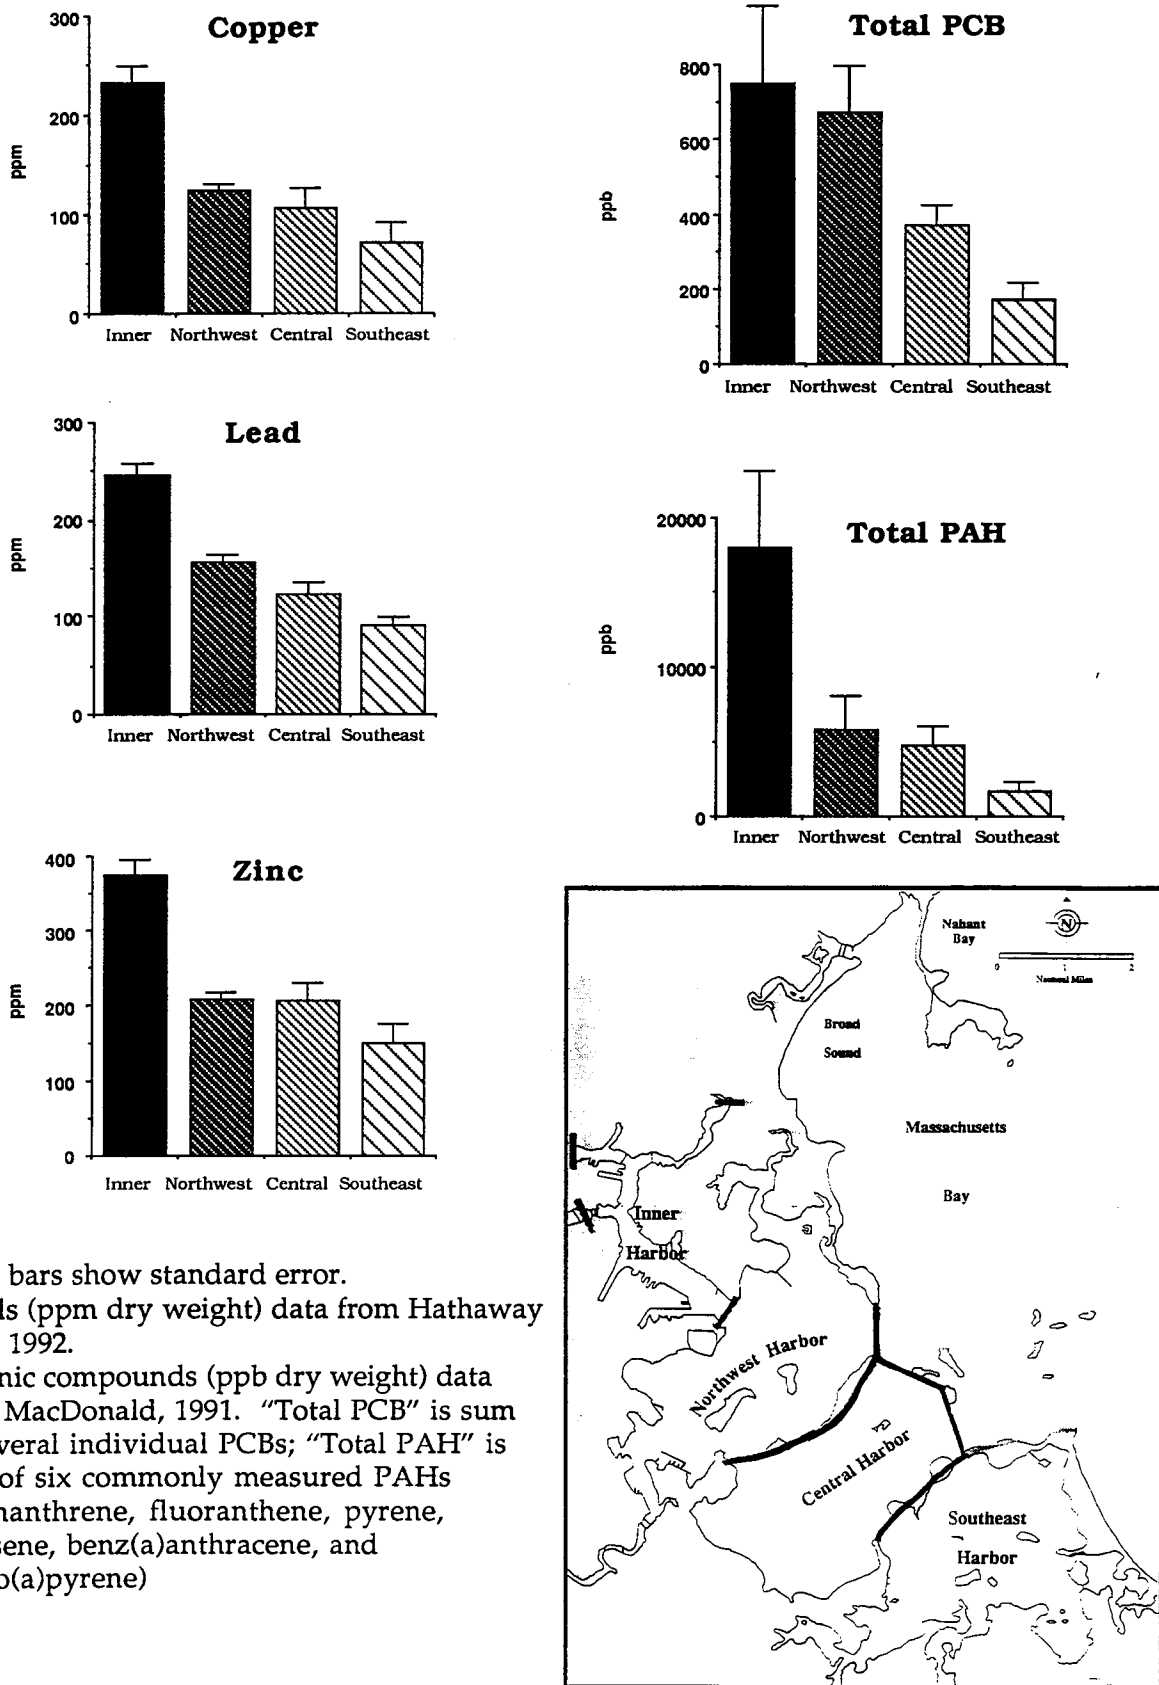 Copper
300
200
100
0
ppm
Inner Northwest Central Southeast
Total PCB
800
600
400
200
0
ppb
Inner Northwest Central Southeast
Lead
300
200
100
0
ppm
Inner Northwest Central Southeast
Total PAH
20000
10000
0
ppb
Inner Northwest Central Southeast
Zinc
400
300
200
100
0
ppm
Inner Northwest Central Southeast
bars show standard error.
ls (ppm dry weight) data from Hathaway
1992.
nic compounds (ppb dry weight) data
MacDonald, 1991. “Total PCB” is sum
veral individual PCBs; “Total PAH” is
of six commonly measured PAHs
nanthrene, fluoranthene, pyrene,
sene, benz(a)anthracene, and
o(a)pyrene)
Nahant
Bay
N
0 1 2
Nautical Miles
Broad
Sound
Massachusetts
Bay
Inner
Harbor
Northwest Harbor
Central Harbor
Southeast
Harbor